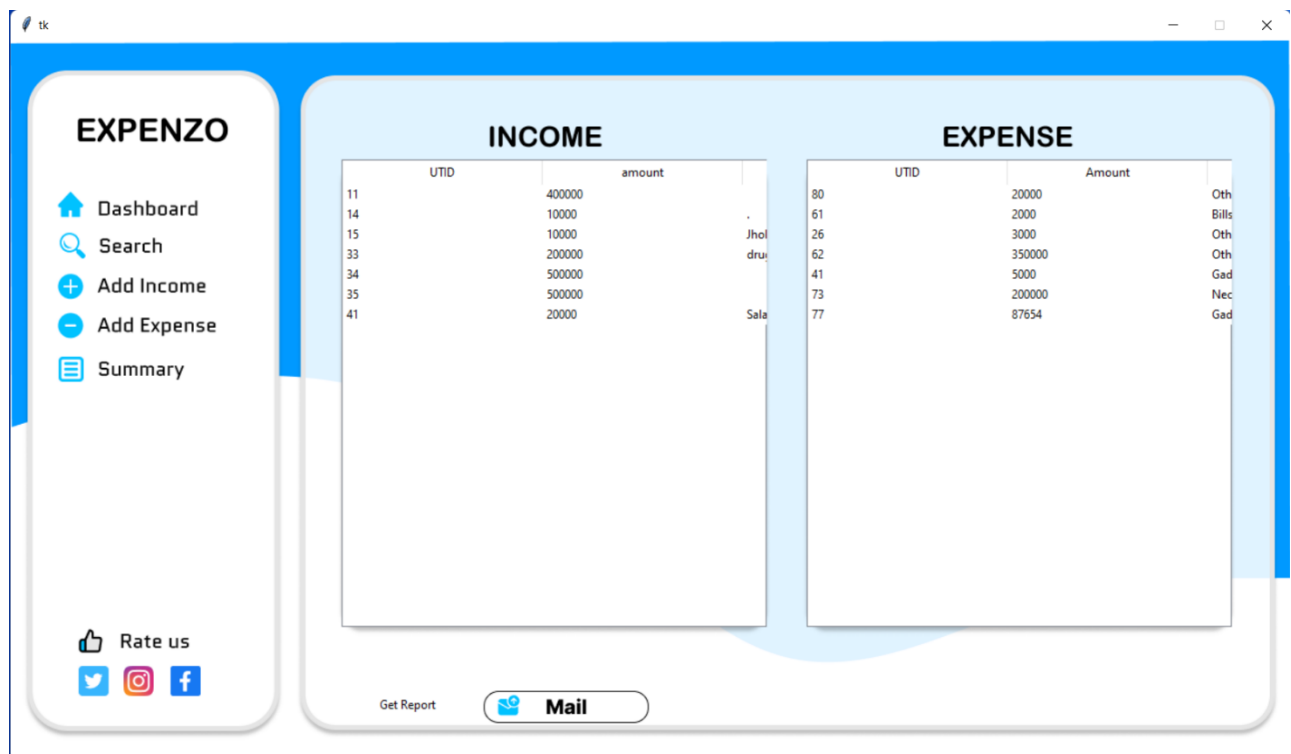 tk
EXPENZO
Dashboard
Search
Add Income
Add Expense
Summary
Rate us
INCOME
UTID amount
11 400000
14 10000 .
15 10000 Jhol
33 200000 dru
34 500000
35 500000
41 20000 Sala
EXPENSE
UTID Amount
80 20000 Oth
61 2000 Bills
26 3000 Oth
62 350000 Oth
41 5000 Gad
73 200000 Nec
77 87654 Gad
Get Report Mail